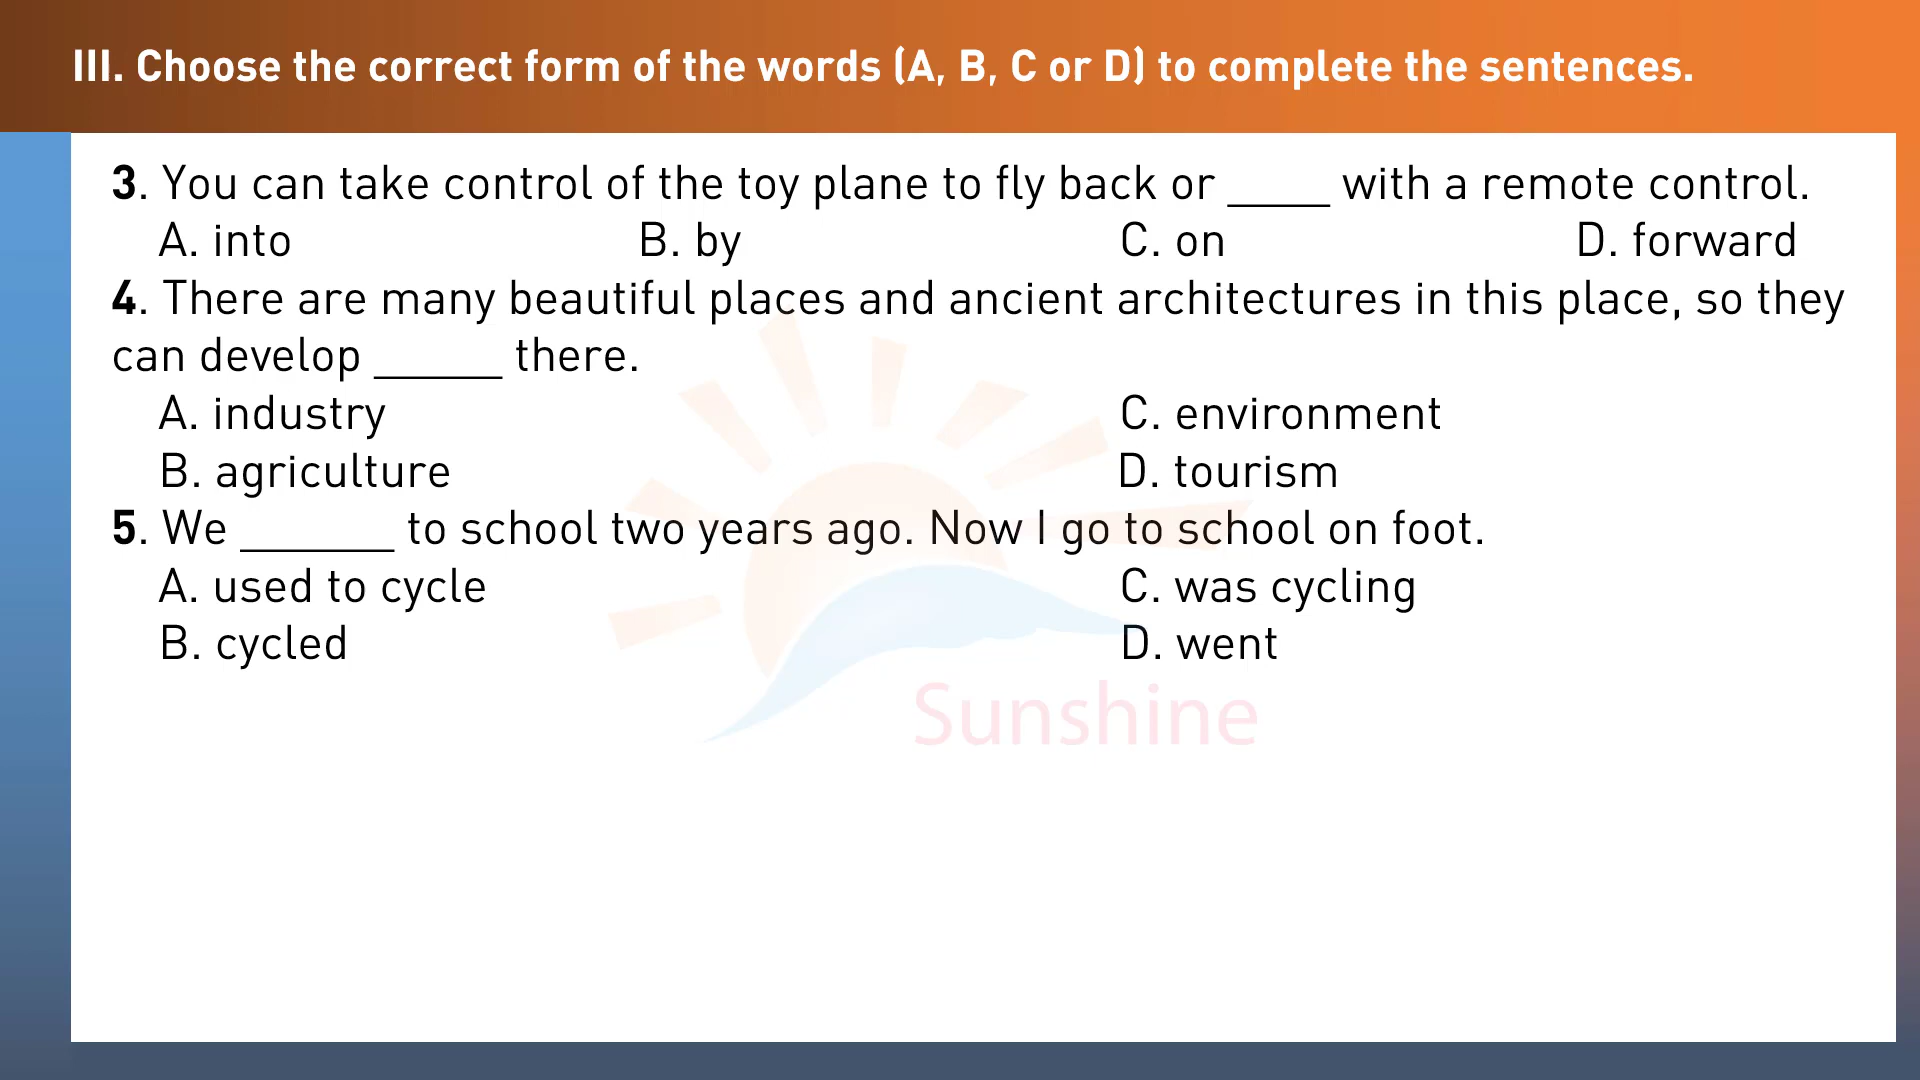 III. Choose the correct form of the words (A, B, C or D) to complete the sentences.
3. You can take control of the toy plane to fly back or ____ with a remote control.
A. into B. by C. on D. forward
4. There are many beautiful places and ancient architectures in this place, so they
can develop _____ there.
A. industry C. environment
B. agriculture D. tourism
5. We ______ to school two years ago. Now I go to school on foot.
A. used to cycle C. was cycling
B. cycled D. went
Sunshine